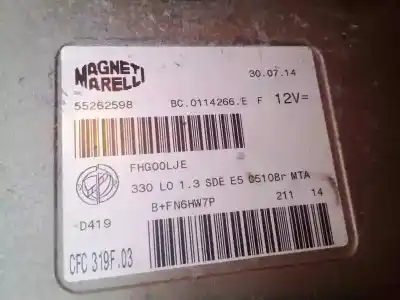 MAGNETI MARELLI
30.07.14
55262598 BC.0114266.E F 12V=
FHG00LJE
330 LO 1.3 SDE E5 0510Br MTA
B+FN6HW7P 211 14
-D419
CFC 319F.03